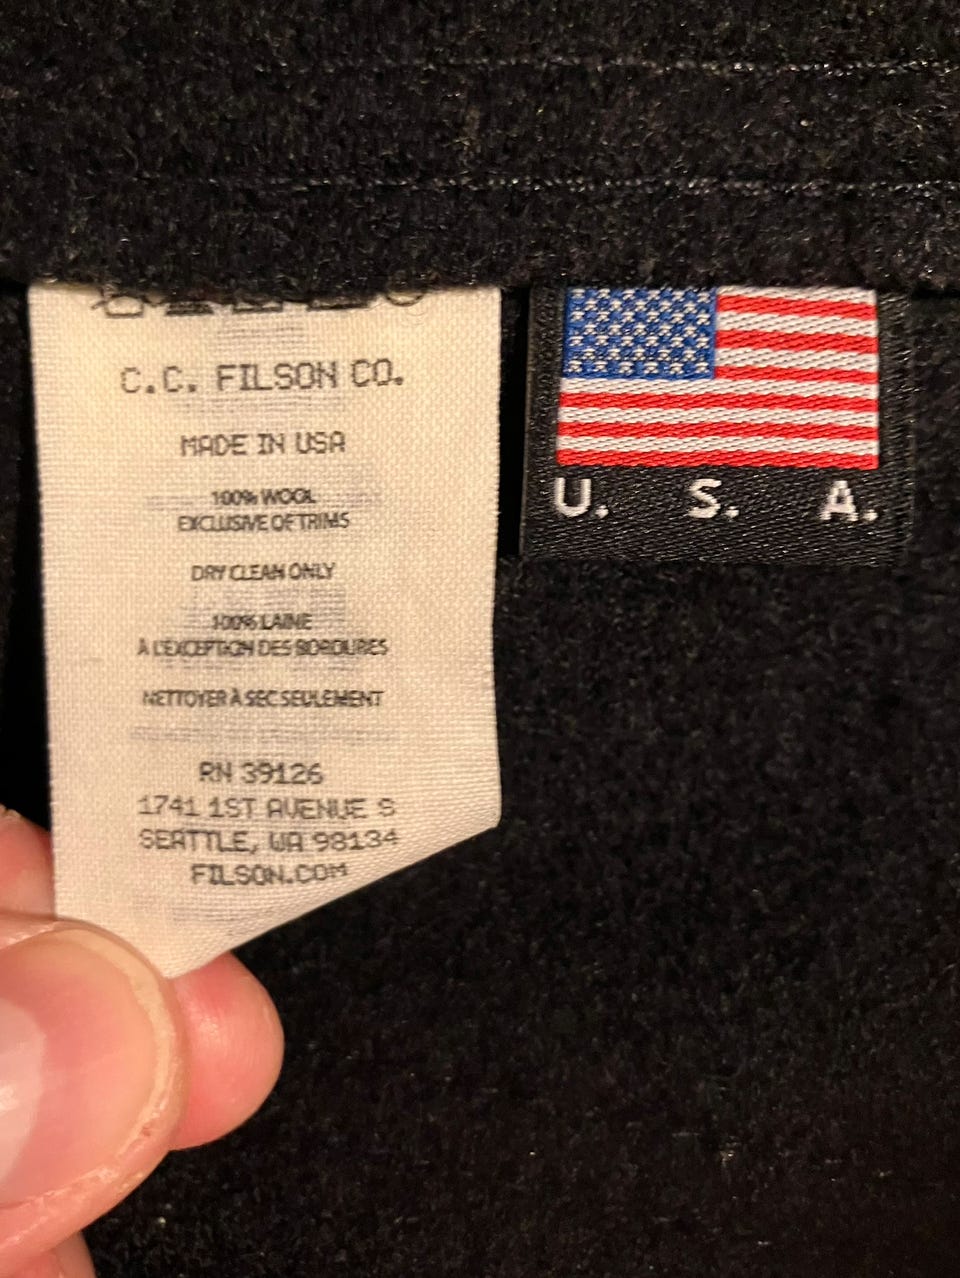 C.C. FILSON CO.
MADE IN USA
100% WOOL
EXCLUSIVE OF TRIMS
DRY CLEAN ONLY
100% LAINE
À L'EXCEPTION DES BORDURES
NETTOYER À SEC SEULEMENT
RN 39126
1741 1ST AVENUE S
SEATTLE, WA 98134
FILSON.COM
U. S. A.